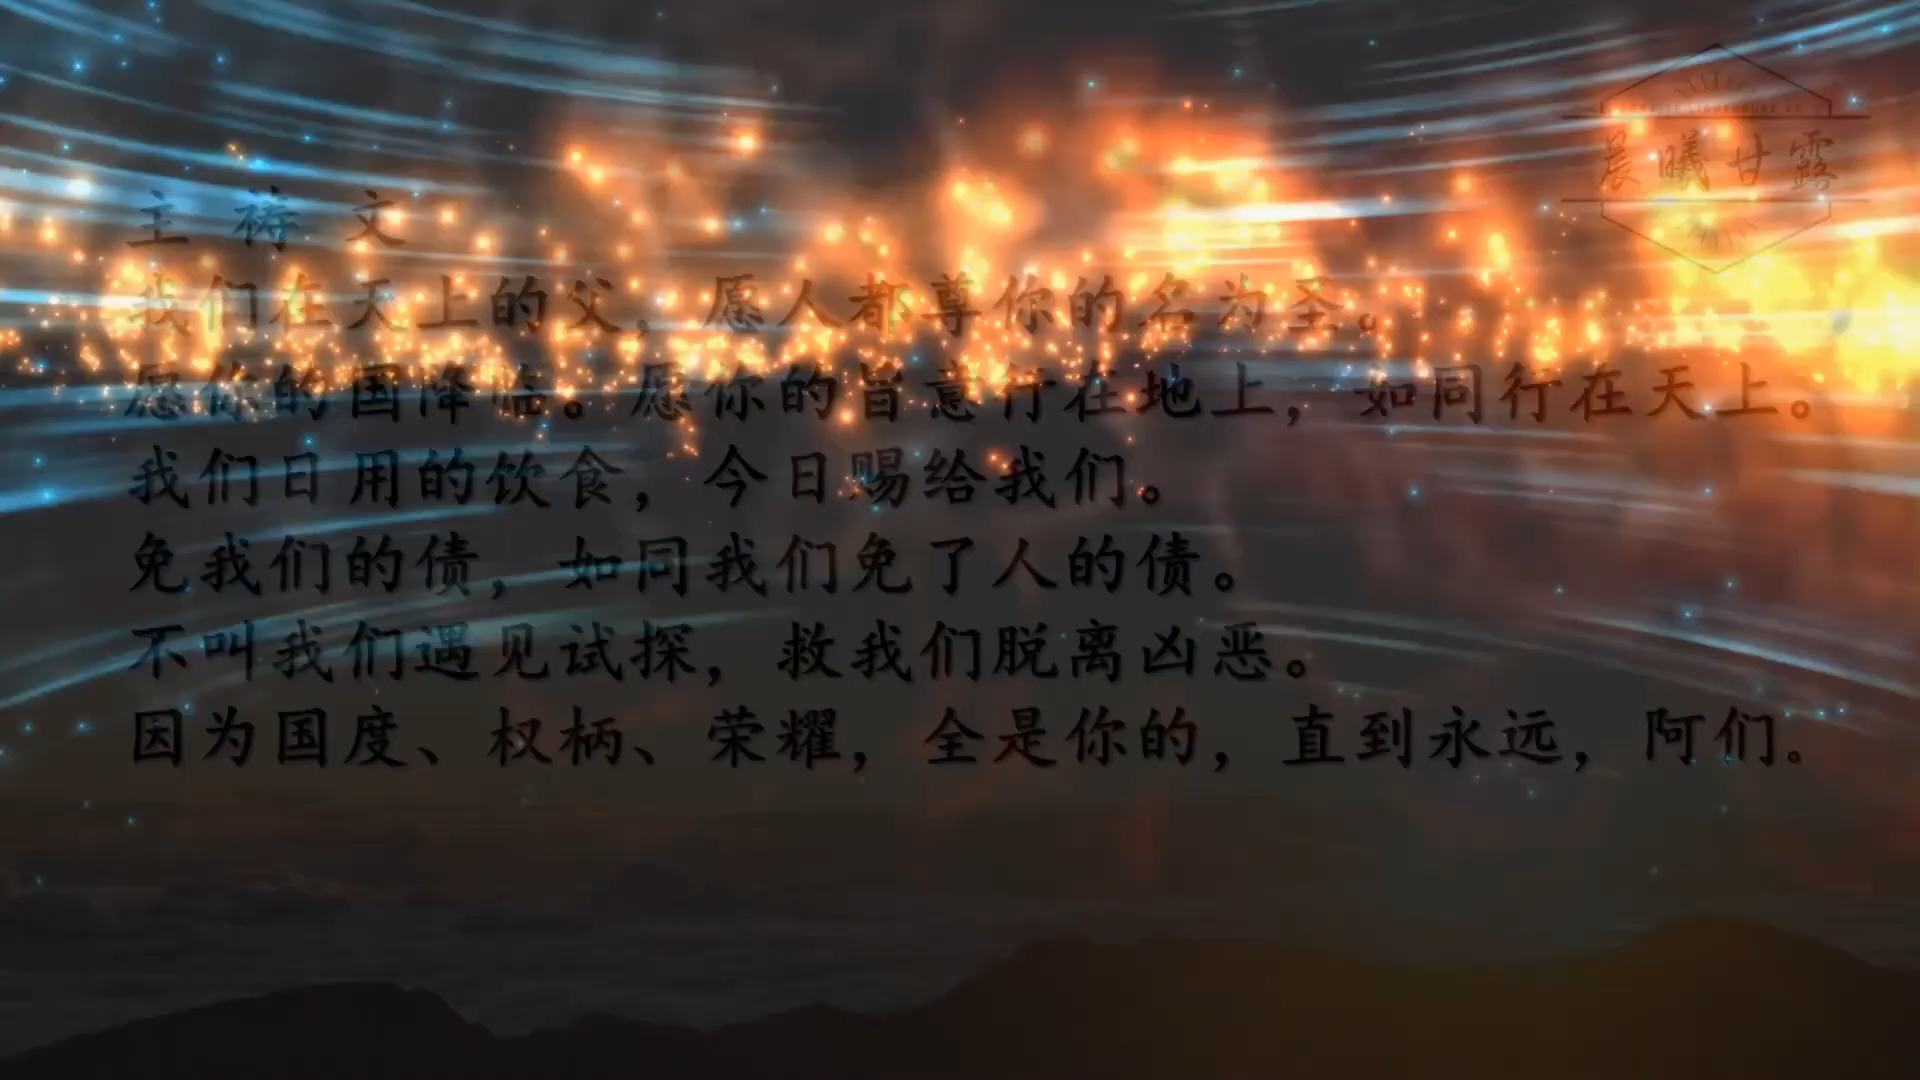 晨曦甘露
主祷文
我们在天上的父，愿人都尊你的名为圣。
愿你的国降临。愿你的旨意行在地上，如同行在天上。
我们日用的饮食，今日赐给我们。
免我们的债，如同我们免了人的债。
不叫我们遇见试探，救我们脱离凶恶。
因为国度、权柄、荣耀，全是你的，直到永远，阿们。